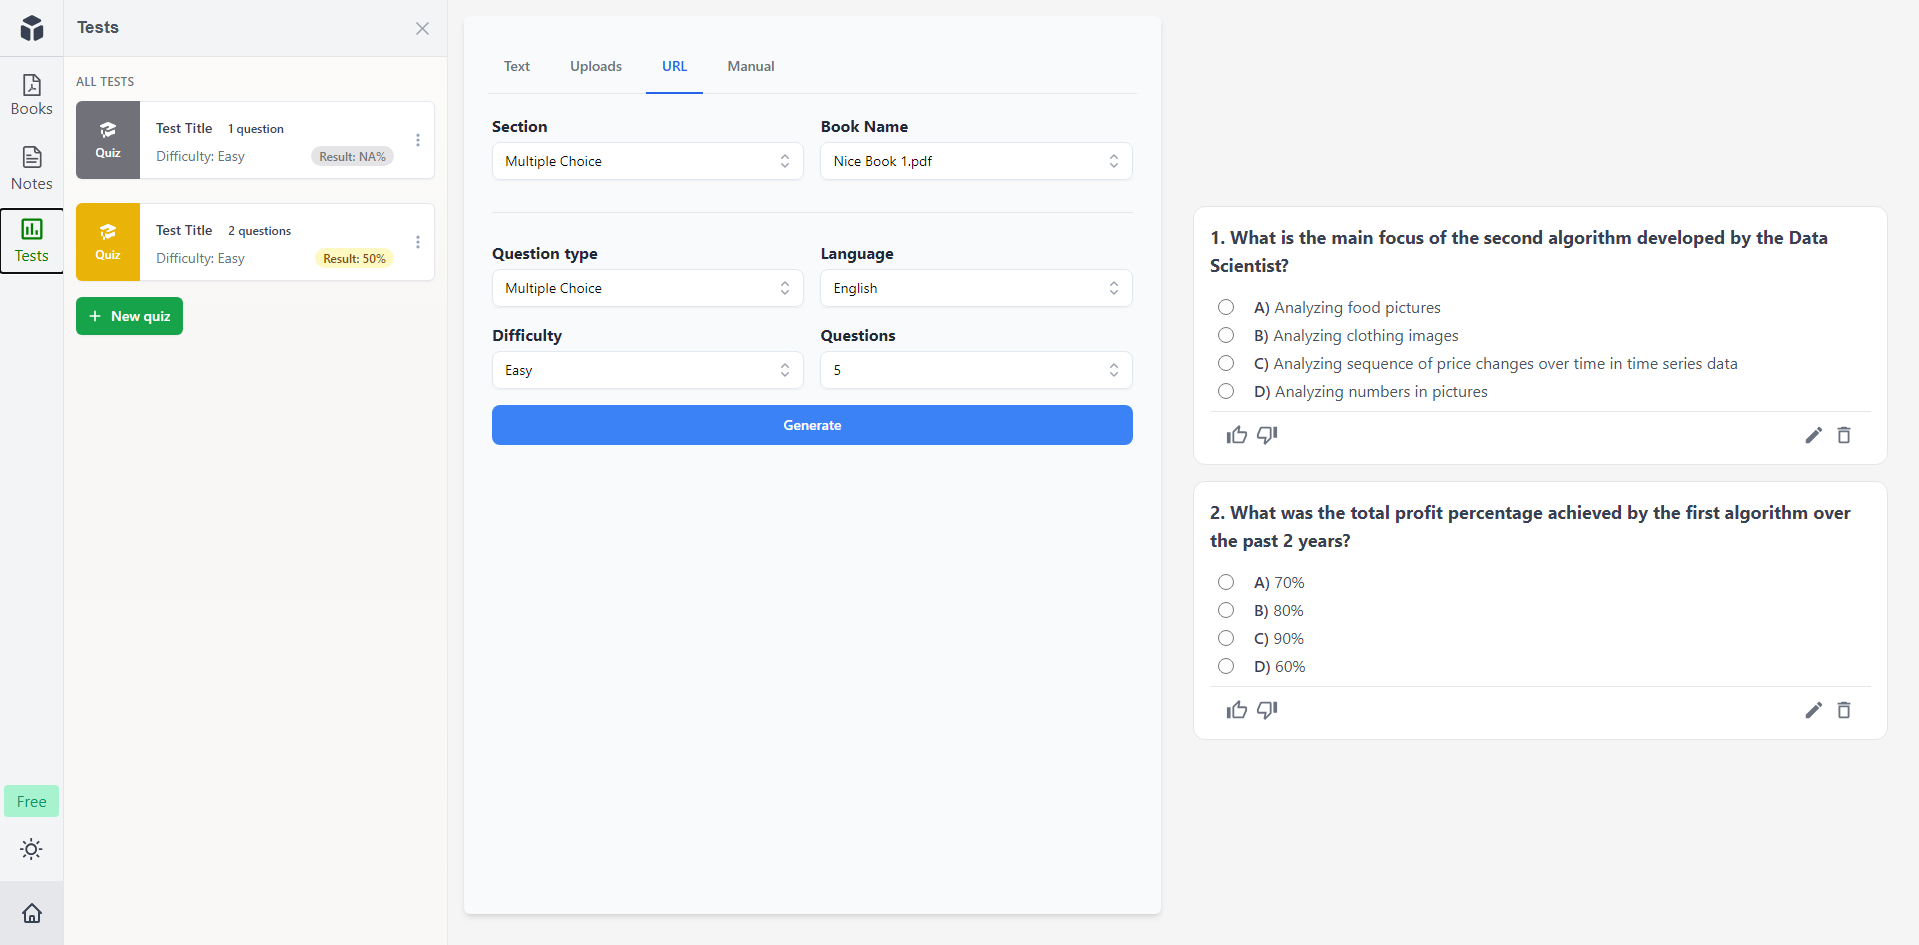 Tests
Books
Notes
Tests
Free
ALL TESTS
Quiz
Test Title 1 question
Difficulty: Easy
Result: NA%
Quiz
Test Title 2 questions
Difficulty: Easy
Result: 50%
+ New quiz
Text Uploads URL Manual
Section
Multiple Choice
Book Name
Nice Book 1.pdf
Question type
Multiple Choice
Language
English
Difficulty
Easy
Questions
5
Generate
1. What is the main focus of the second algorithm developed by the Data
Scientist?
A) Analyzing food pictures
B) Analyzing clothing images
C) Analyzing sequence of price changes over time in time series data
D) Analyzing numbers in pictures
2. What was the total profit percentage achieved by the first algorithm over
the past 2 years?
A) 70%
B) 80%
C) 90%
D) 60%